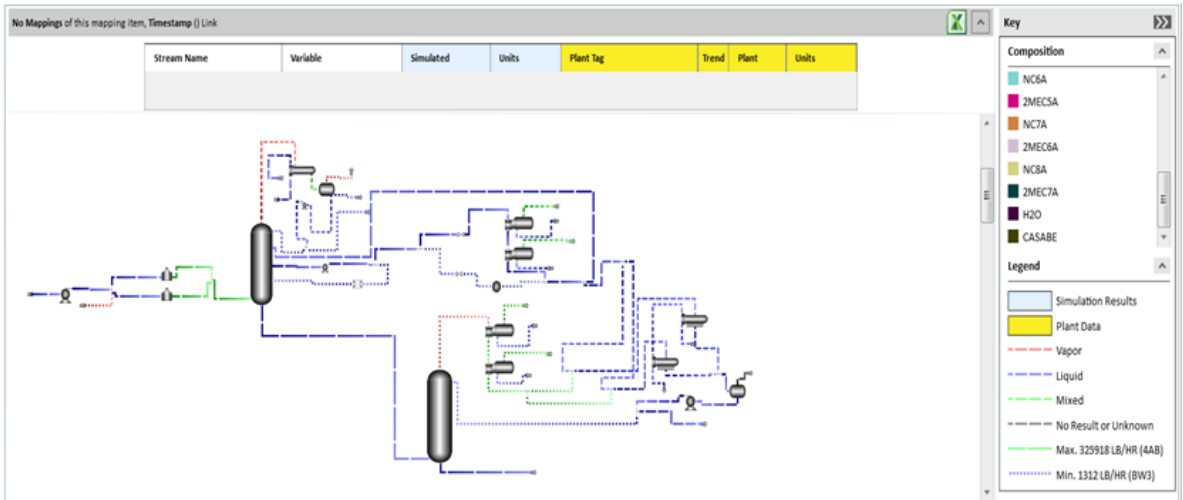 No Mappings of this mapping item, Timestamp () Link
Key
Stream Name Variable Simulated Units Plant Tag Trend Plant Units
Composition
NC6A
2MEC5A
NC7A
2MEC6A
NC8A
2MEC7A
H2O
CASABE
Legend
Simulation Results
Plant Data
Vapor
Liquid
Mixed
No Result or Unknown
Max. 325918 LB/HR (4AB)
Min. 1312 LB/HR (BW3)